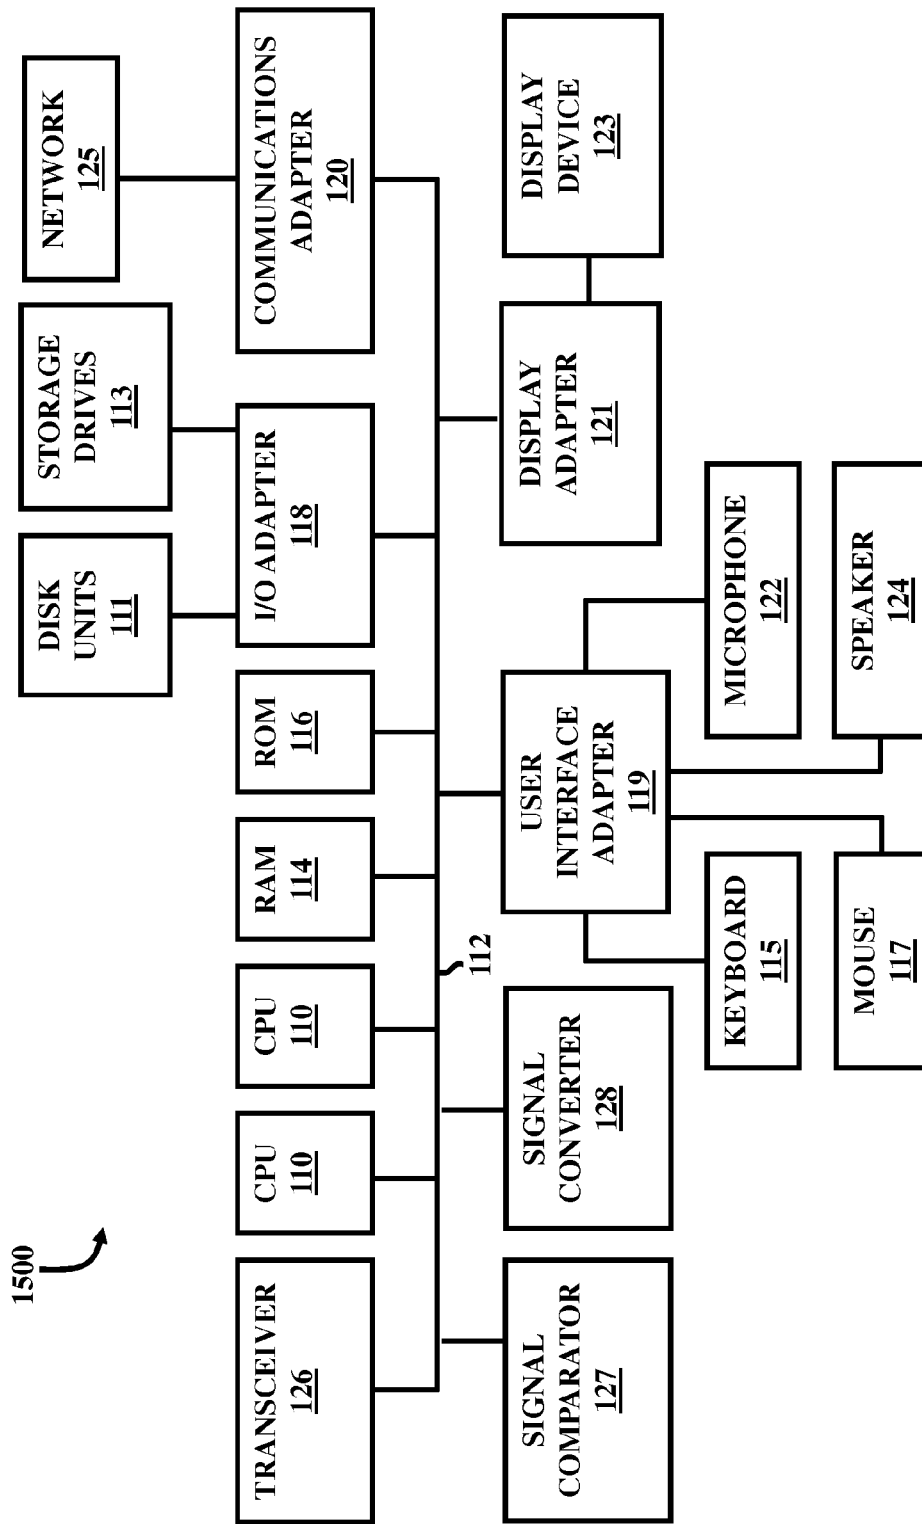 1500
DISK
UNITS
111
STORAGE
DRIVES
113
NETWORK
125
TRANSCEIVER
126
CPU
110
CPU
110
RAM
114
ROM
116
I/O ADAPTER
118
COMMUNICATIONS
ADAPTER
120
112
SIGNAL
COMPARATOR
127
SIGNAL
CONVERTER
128
USER
INTERFACE
ADAPTER
119
DISPLAY
ADAPTER
121
DISPLAY
DEVICE
123
KEYBOARD
115
MICROPHONE
122
MOUSE
117
SPEAKER
124